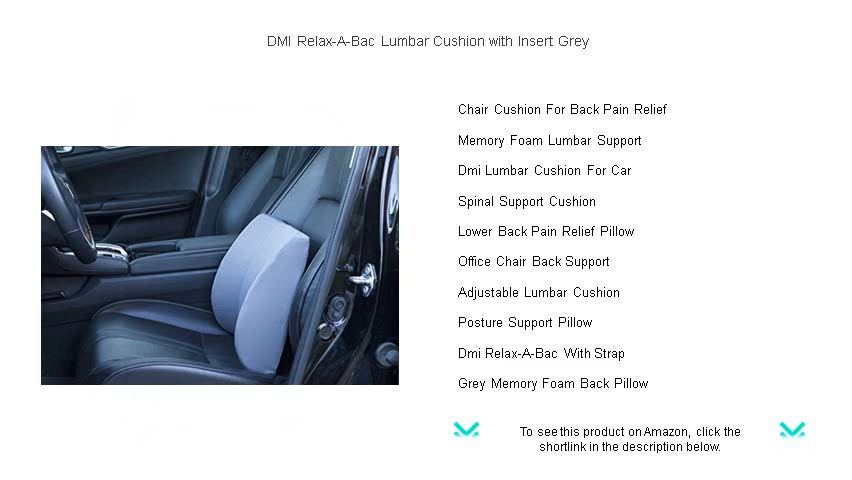 DMI Relax-A-Bac Lumbar Cushion with Insert Grey
Chair Cushion For Back Pain Relief
Memory Foam Lumbar Support
Dmi Lumbar Cushion For Car
Spinal Support Cushion
Lower Back Pain Relief Pillow
Office Chair Back Support
Adjustable Lumbar Cushion
Posture Support Pillow
Dmi Relax-A-Bac With Strap
Grey Memory Foam Back Pillow
To see this product on Amazon, click the
shortlink in the description below.